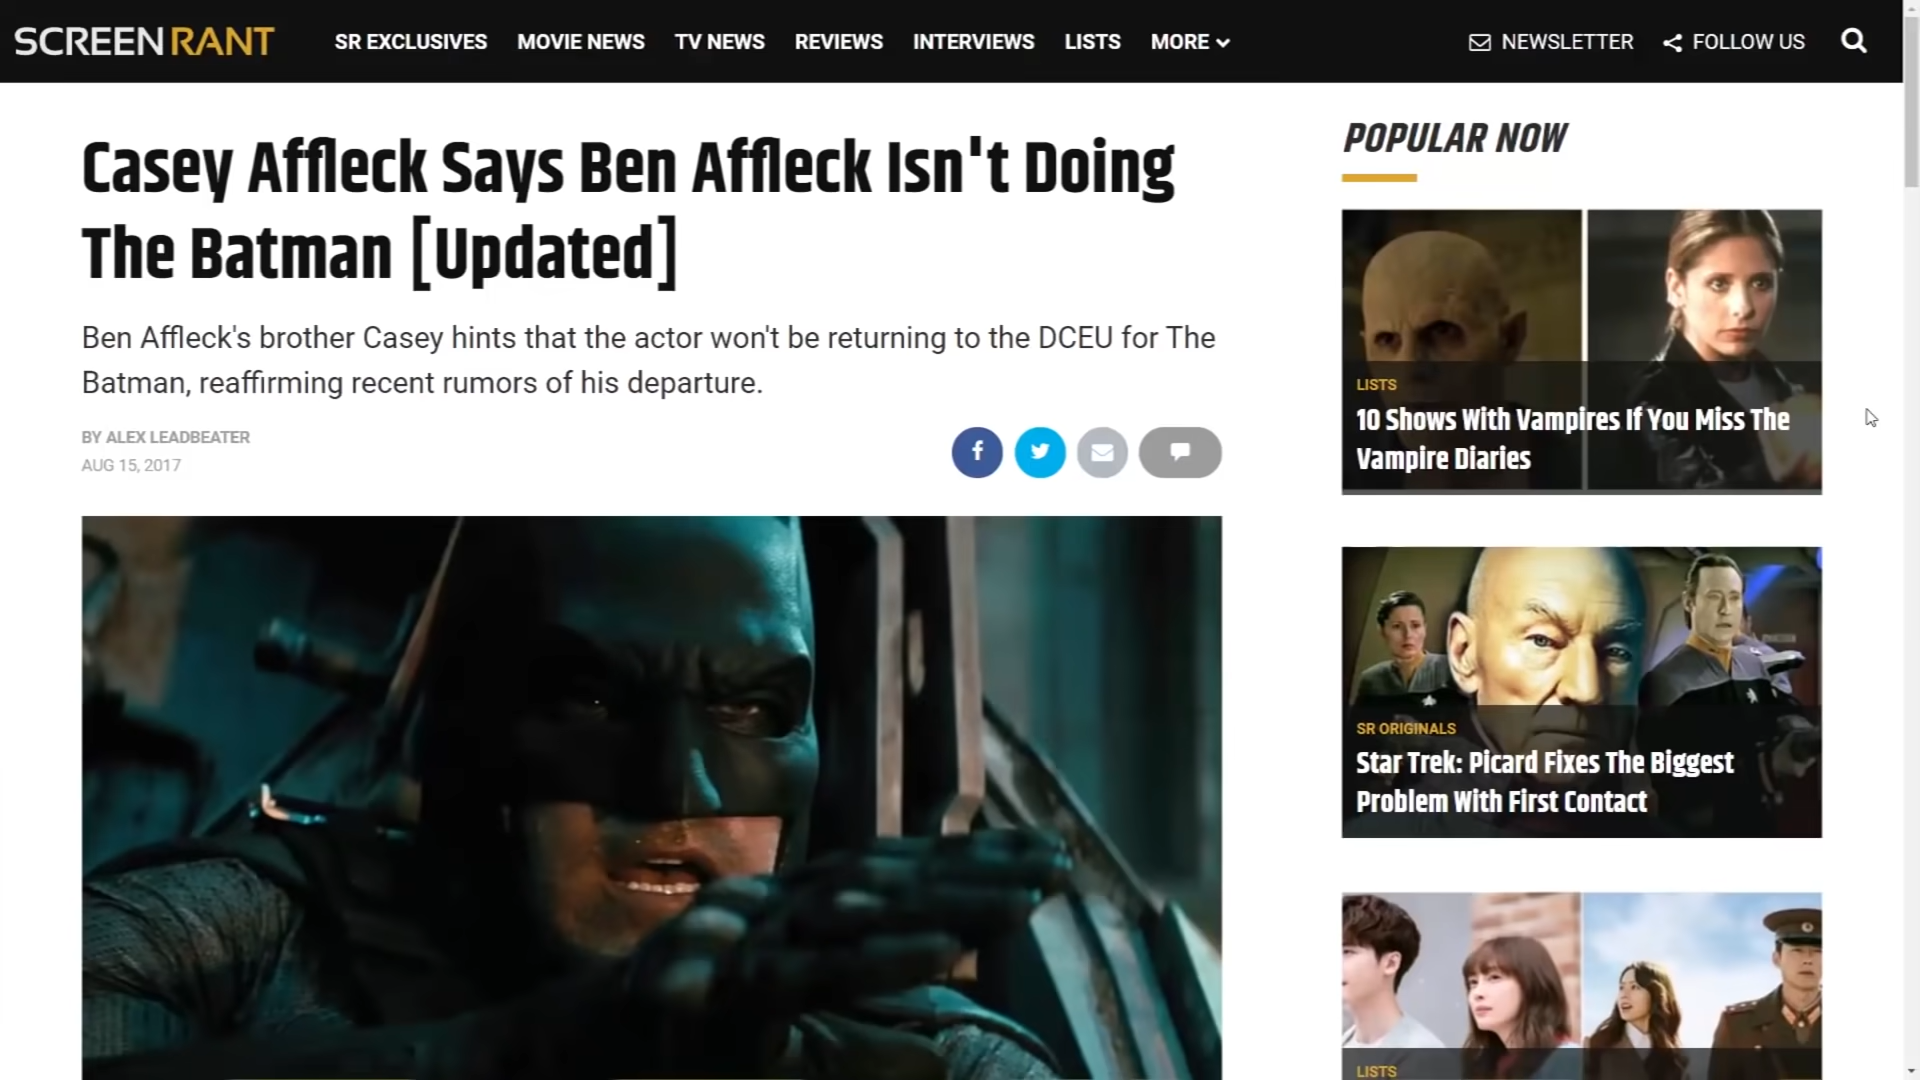 SCREENRANT
SR EXCLUSIVES MOVIE NEWS TV NEWS REVIEWS INTERVIEWS LISTS MORE
NEWSLETTER FOLLOW US
Casey Affleck Says Ben Affleck Isn't Doing
The Batman [Updated]
Ben Affleck's brother Casey hints that the actor won't be returning to the DCEU for The
Batman, reaffirming recent rumors of his departure.
BY ALEX LEADBEATER
AUG 15, 2017
POPULAR NOW
LISTS
10 Shows With Vampires If You Miss The
Vampire Diaries
SR ORIGINALS
Star Trek: Picard Fixes The Biggest
Problem With First Contact
LISTS